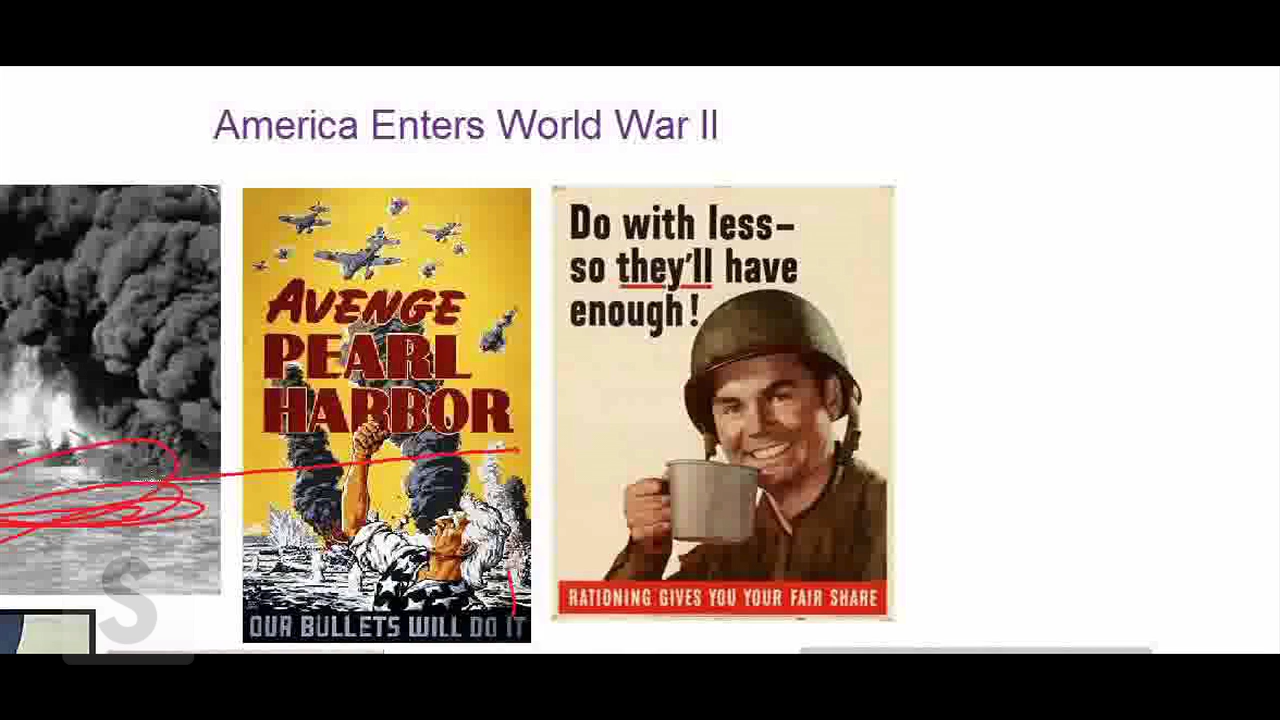 America Enters World War II
AVENGE
PEARL
HARBOR
OUR BULLETS WILL DO IT
Do with less–
so they'll have
enough!
RATIONING GIVES YOU YOUR FAIR SHARE
S